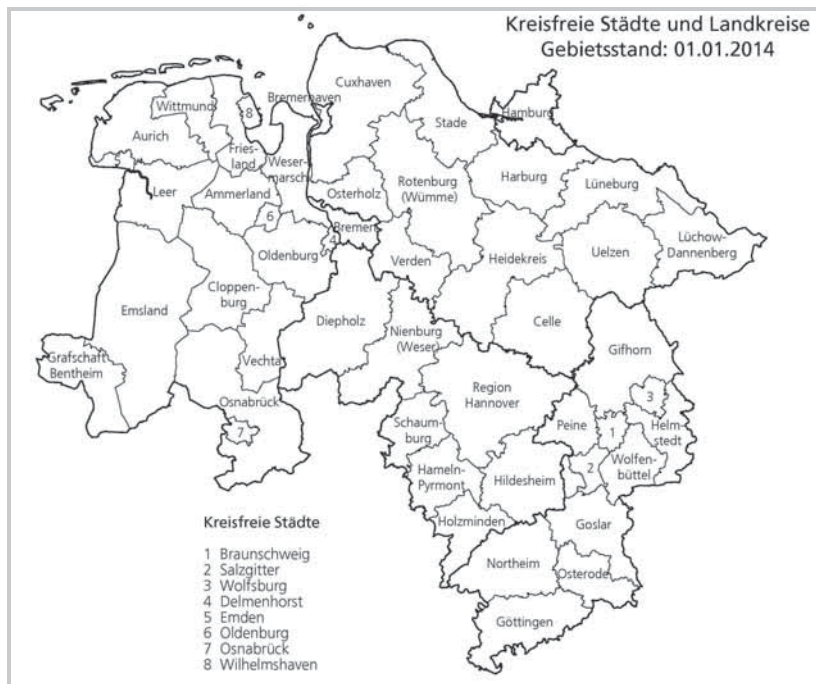 Kreisfreie Städte und Landkreise
Gebietsstand: 01.01.2014
Cuxhaven
Bremerhaven
Wittmund
8
Hamburg
Stade
Aurich
Fries-
land
5
Weser-
marsch
Harburg
Lüneburg
Leer
Ammerland
Osterholz
Rotenburg
(Wümme)
6
Bremen
4
Oldenburg
Verden
Heidekreis
Uelzen
Lüchow-
Dannenberg
Cloppen-
burg
Emsland
Diepholz
Nienburg
(Weser)
Celle
Gifhorn
Grafschaft
Bentheim
Vechta
Osnabrück
7
Region
Hannover
3
Peine
1
Helm-
stedt
Schaum-
burg
Wolfen-
büttel
2
Hameln-
Pyrmont
Hildesheim
Holzminden
Goslar
Northeim
Osterode
Göttingen
Kreisfreie Städte
1 Braunschweig
2 Salzgitter
3 Wolfsburg
4 Delmenhorst
5 Emden
6 Oldenburg
7 Osnabrück
8 Wilhelmshaven